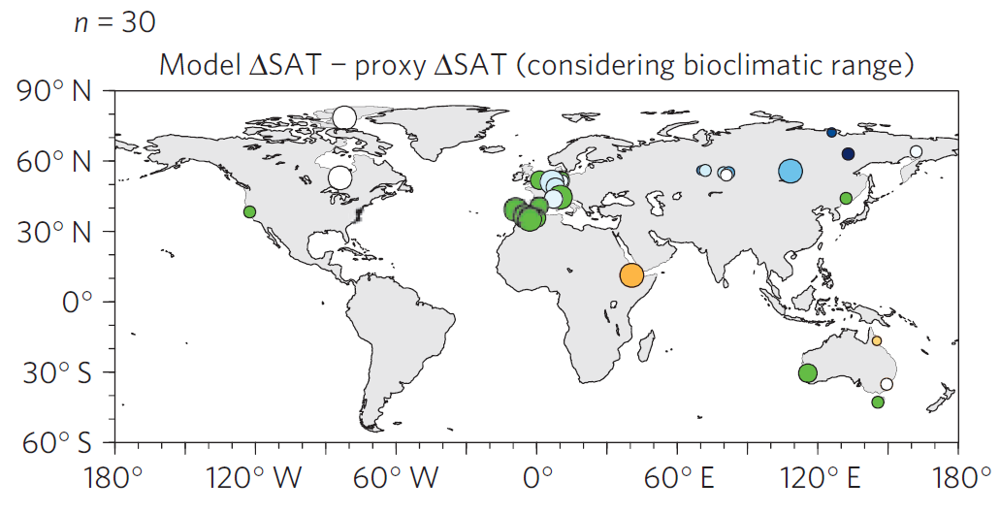 n = 30
Model ΔSAT – proxy ΔSAT (considering bioclimatic range)
90° N
60° N
30° N
0°
30° S
60° S
180° 120° W 60° W 0° 60° E 120° E 180°